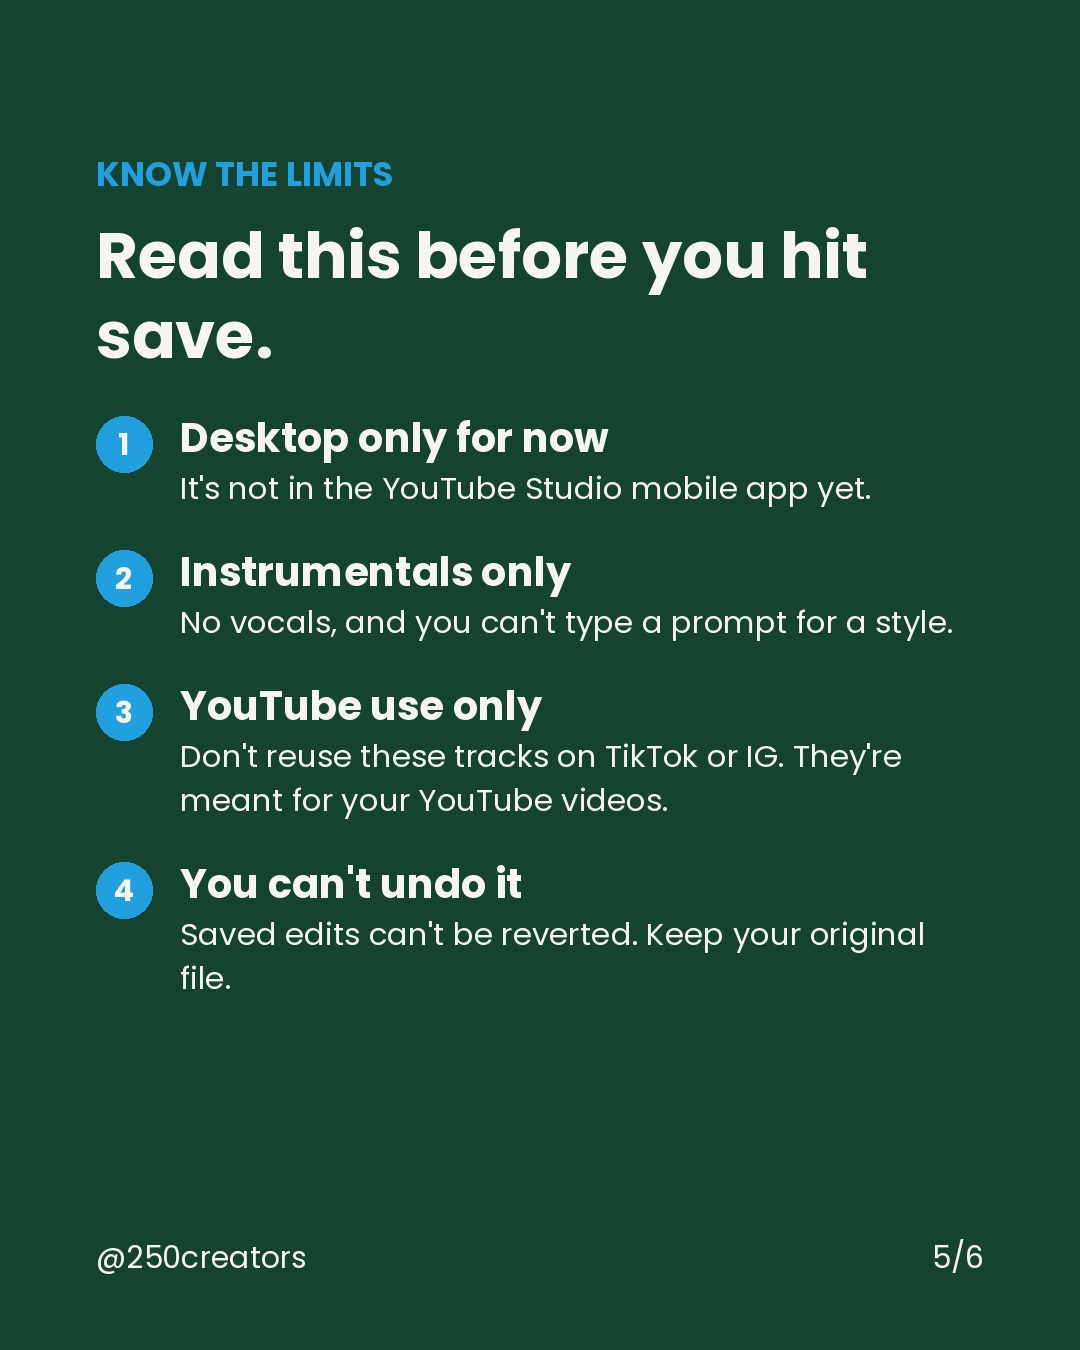 KNOW THE LIMITS
Read this before you hit
save.
1
Desktop only for now
It's not in the YouTube Studio mobile app yet.
2
Instrumentals only
No vocals, and you can't type a prompt for a style.
3
YouTube use only
Don't reuse these tracks on TikTok or IG. They're
meant for your YouTube videos.
4
You can't undo it
Saved edits can't be reverted. Keep your original
file.
@250creators
5/6